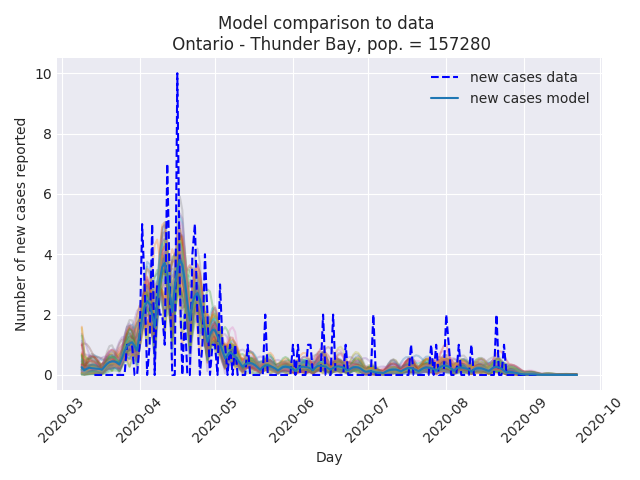 Model comparison to data
Ontario - Thunder Bay, pop. = 157280
new cases data
new cases model
Number of new cases reported
10
8
6
4
2
0
2020-03
2020-04
2020-05
2020-06
2020-07
2020-08
2020-09
2020-10
Day